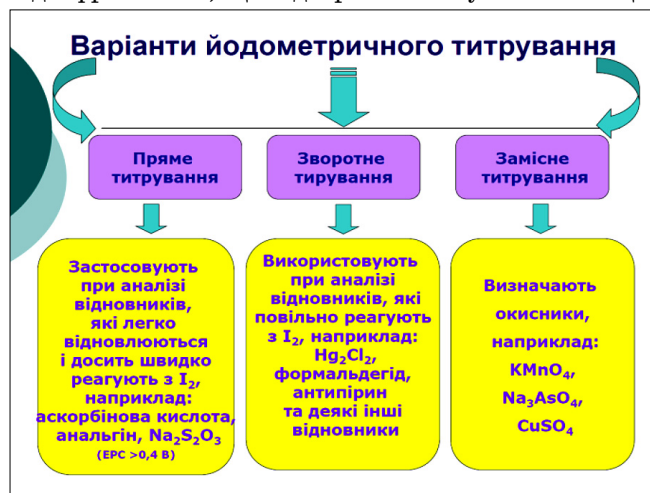 Варіанти йодометричного титрування
Пряме
титрування
Зворотне
тирування
Замісне
титрування
Застосовують
при аналізі
відновників,
які легко
відновлюються
і досить швидко
реагують з I₂,
наприклад:
аскорбінова кислота,
анальгін, Na₂S₂O₃
(ЕРС >0,4 В)
Використовують
при аналізі
відновників, які
повільно реагують
з I₂, наприклад:
Hg₂Cl₂,
формальдегід,
антипірин
та деякі інші
відновники
Визначають
окисники,
наприклад:
KMnO₄,
Na₃AsO₄,
CuSO₄